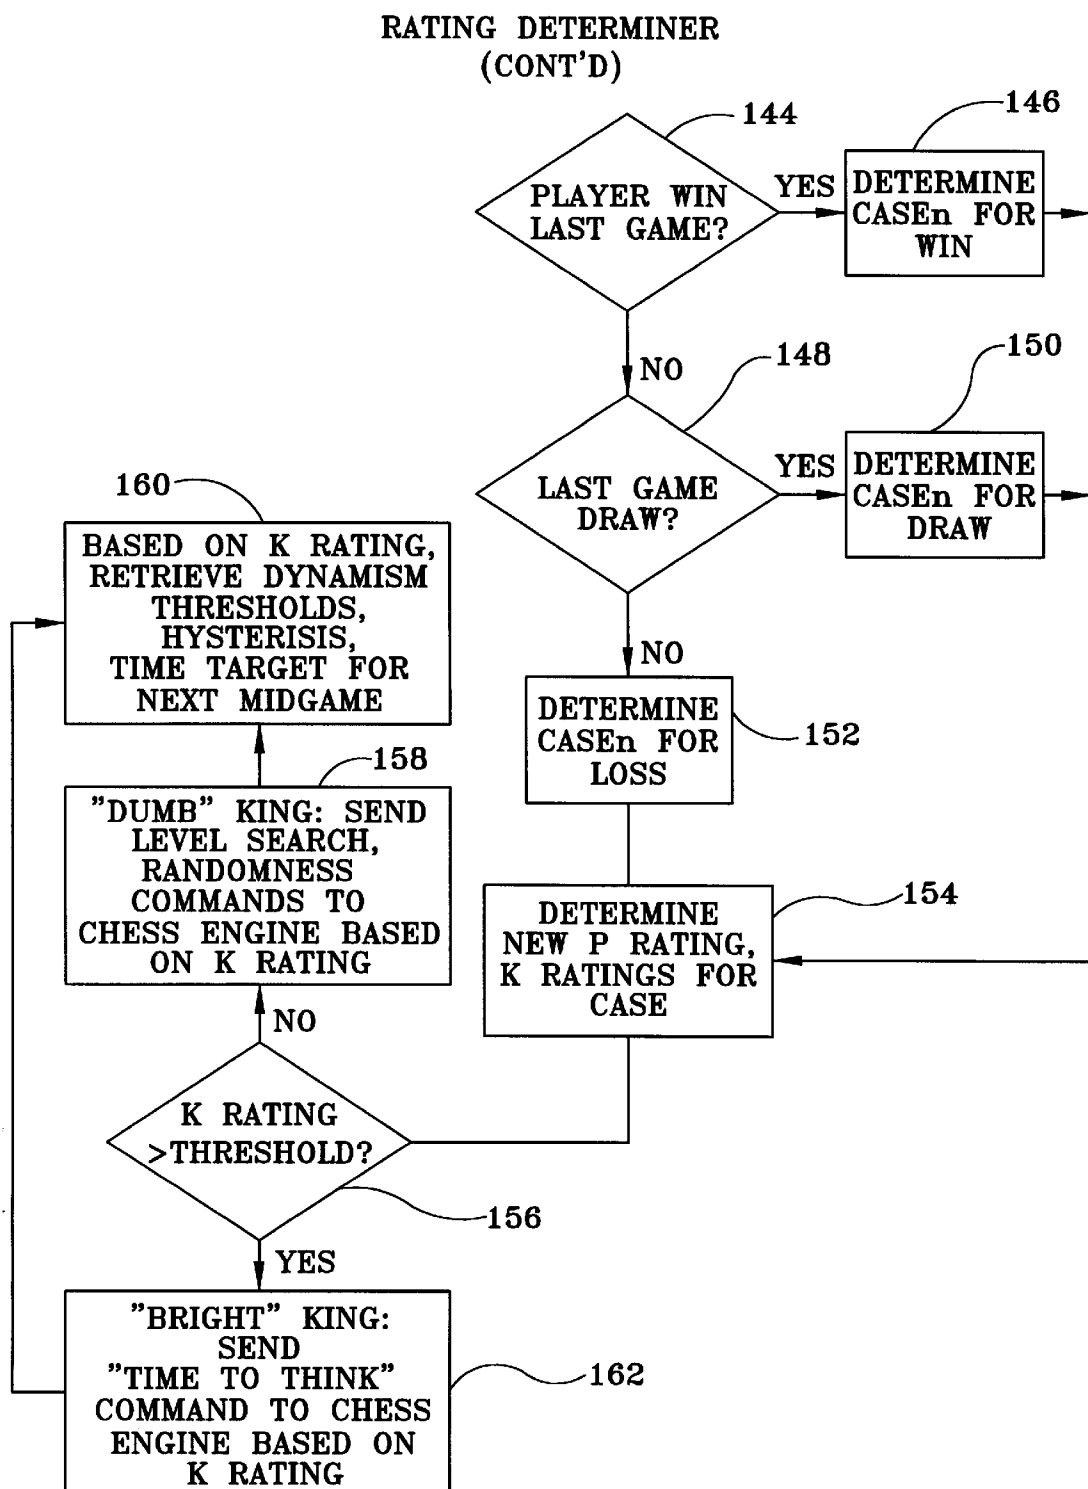 RATING DETERMINER
(CONT'D)
144
PLAYER WIN
LAST GAME?
YES
146
DETERMINE
CASEn FOR
WIN
NO
148
LAST GAME
DRAW?
YES
150
DETERMINE
CASEn FOR
DRAW
NO
DETERMINE
CASEn FOR
LOSS
152
154
DETERMINE
NEW P RATING,
K RATINGS FOR
CASE
K RATING
>THRESHOLD?
156
NO
158
"DUMB" KING: SEND
LEVEL SEARCH,
RANDOMNESS
COMMANDS TO
CHESS ENGINE BASED
ON K RATING
160
BASED ON K RATING,
RETRIEVE DYNAMISM
THRESHOLDS,
HYSTERISIS,
TIME TARGET FOR
NEXT MIDGAME
YES
"BRIGHT" KING:
SEND
"TIME TO THINK"
COMMAND TO CHESS
ENGINE BASED ON
K RATING
162